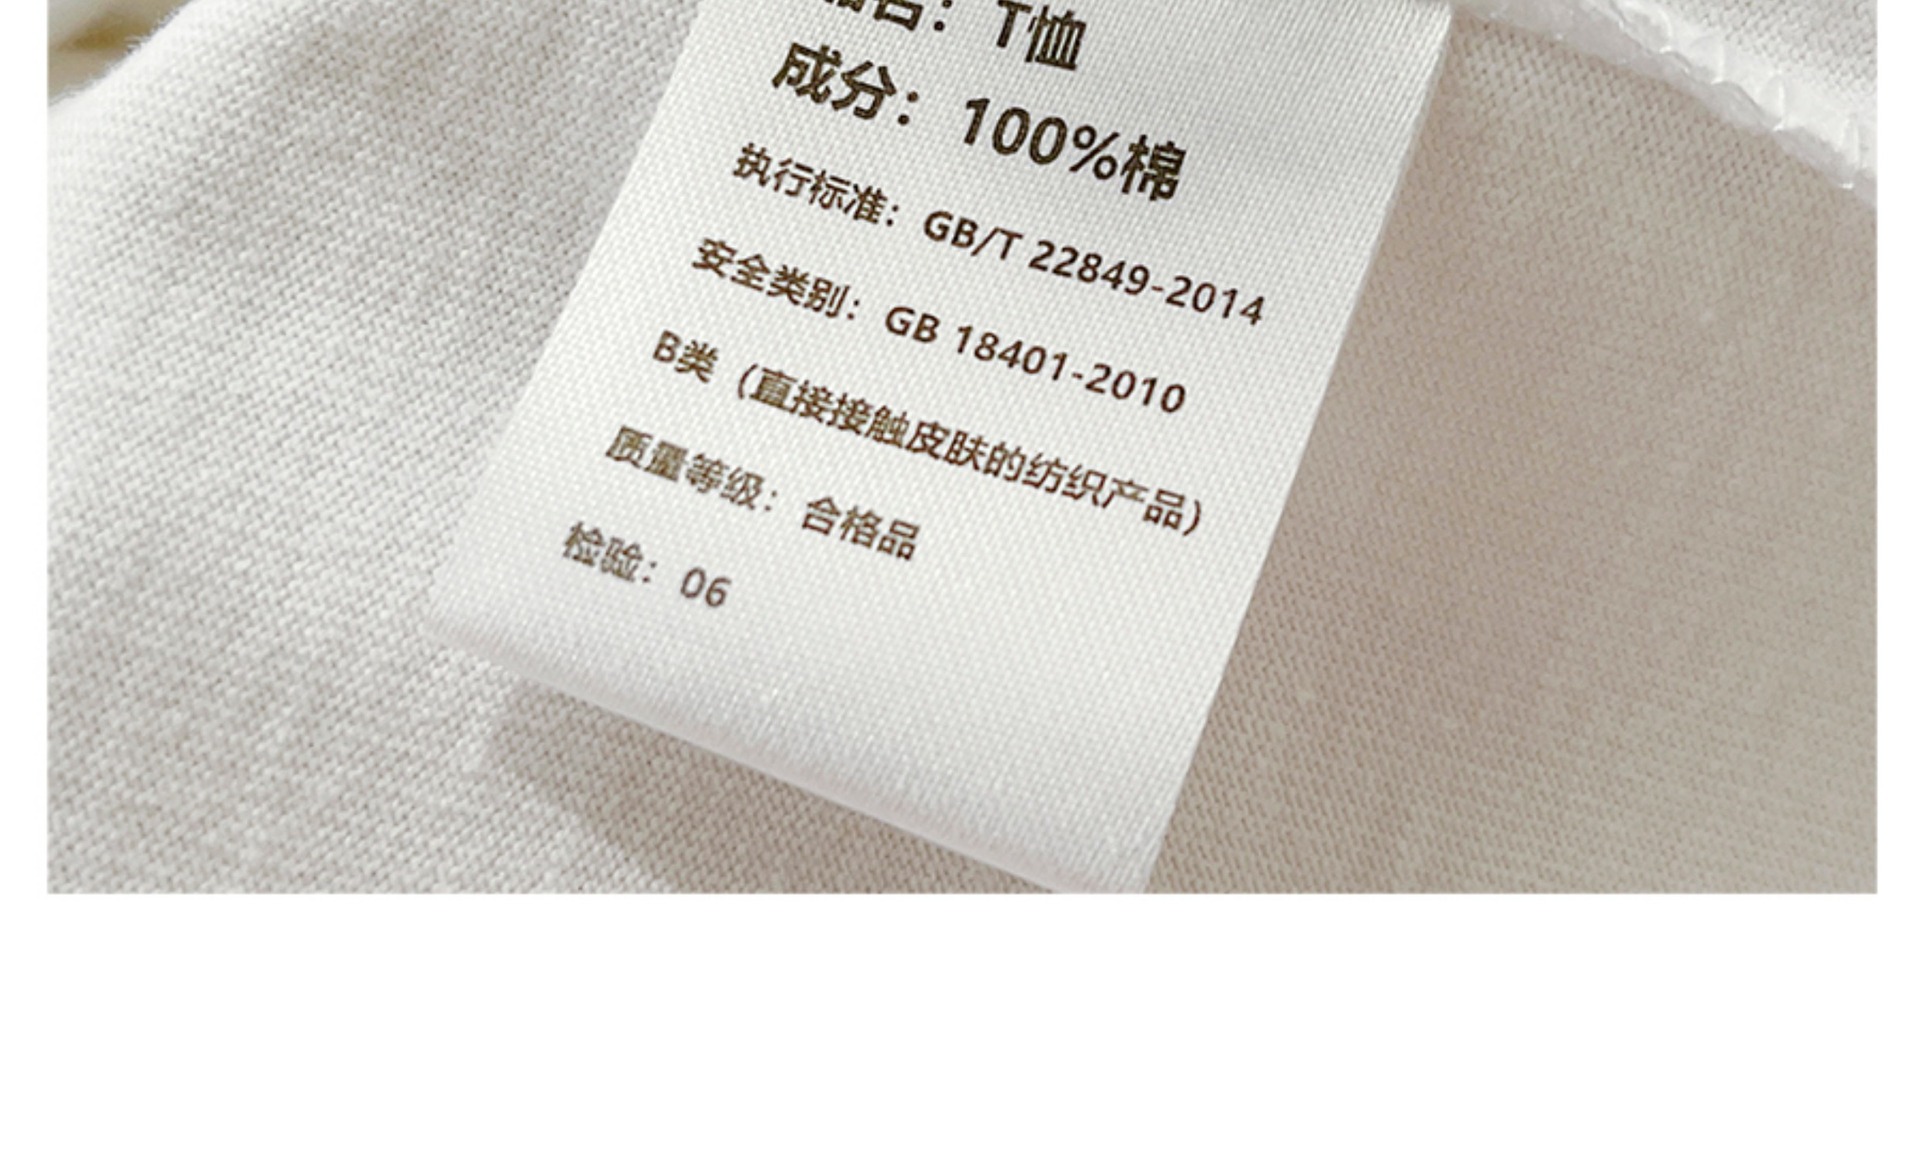 品名：T恤
成分：100%棉
执行标准：GB/T 22849-2014
安全类别：GB 18401-2010
B类（直接接触皮肤的纺织产品）
质量等级：合格品
检验：06